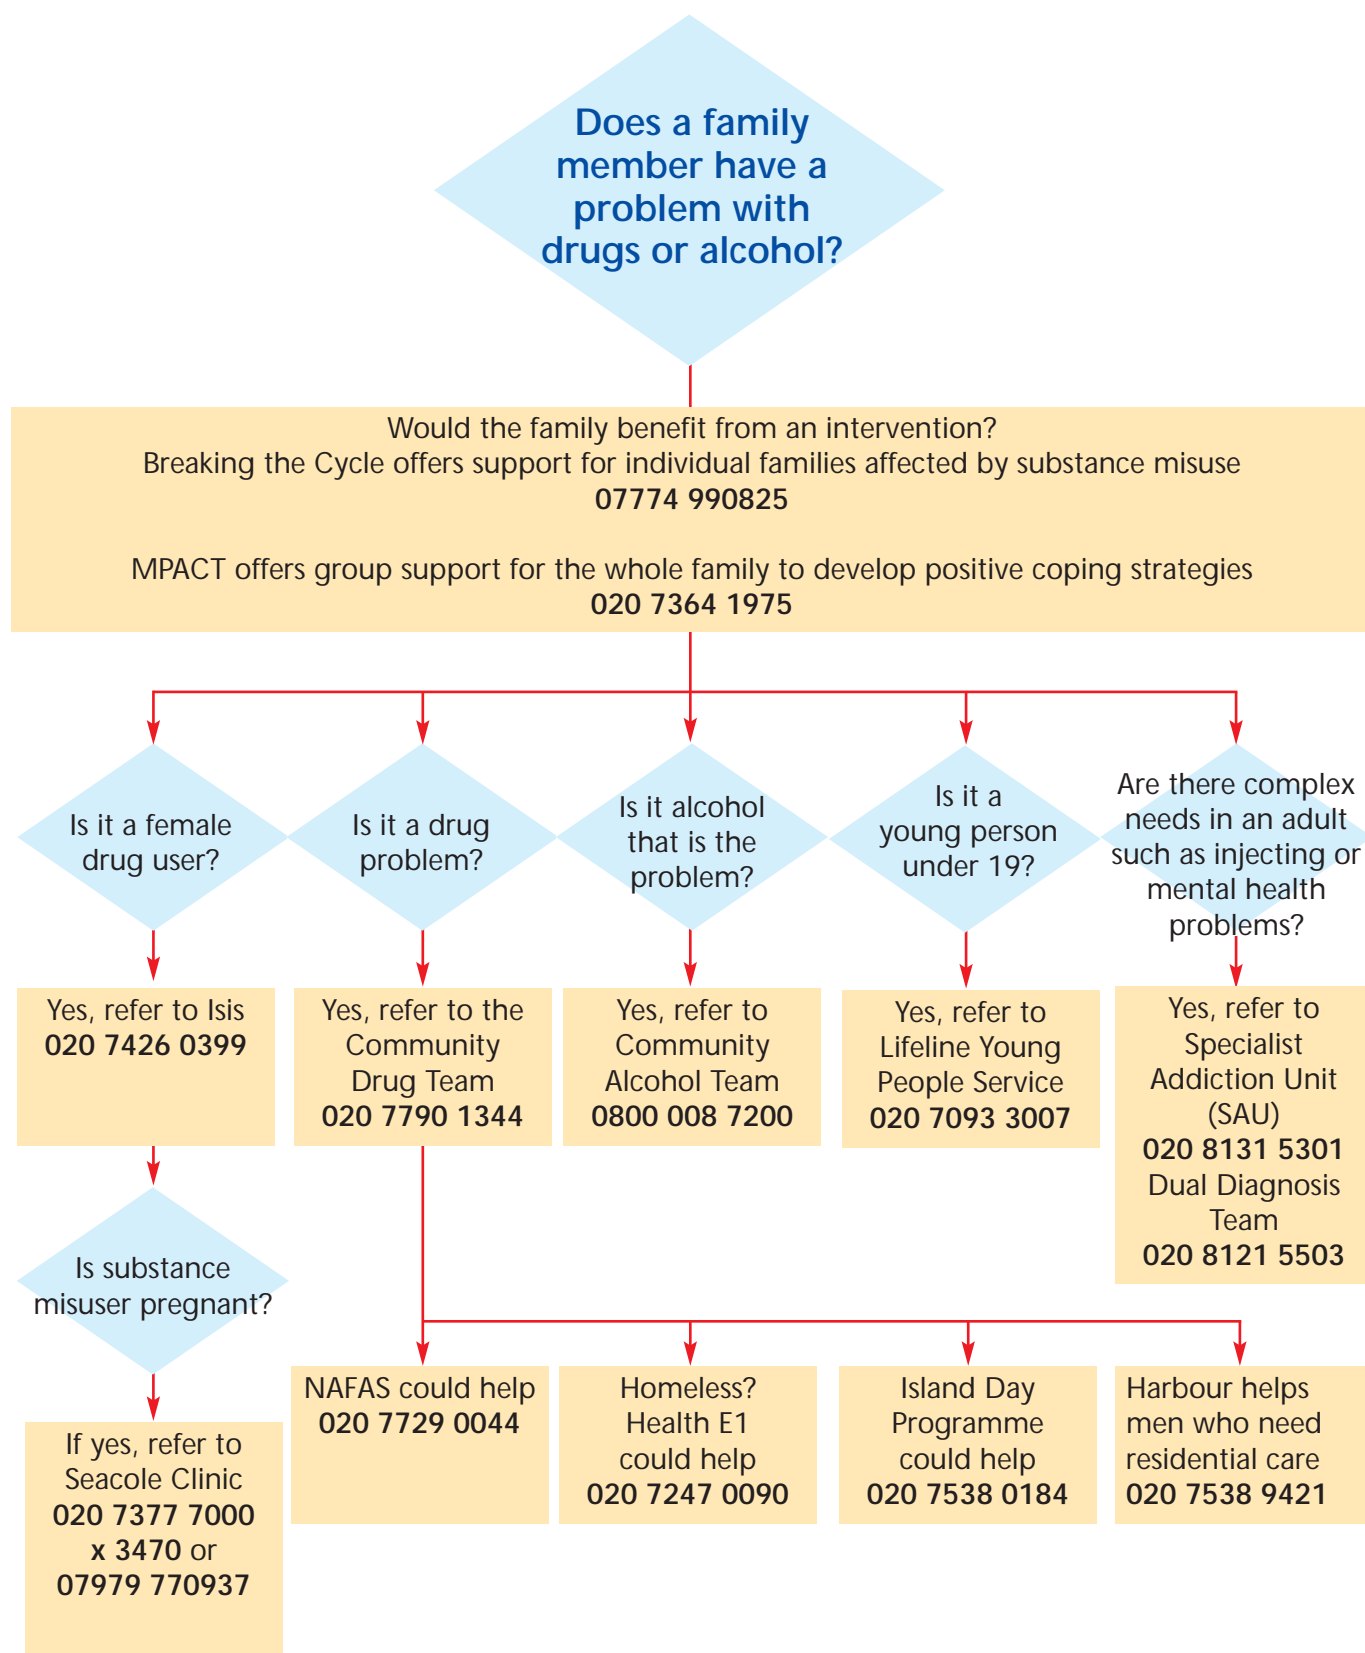 Does a family
member have a
problem with
drugs or alcohol?
Would the family benefit from an intervention?
Breaking the Cycle offers support for individual families affected by substance misuse
07774 990825
MPACT offers group support for the whole family to develop positive coping strategies
020 7364 1975
Is it a female
drug user?
Is it a drug
problem?
Is it alcohol
that is the
problem?
Is it a
young person
under 19?
Are there complex
needs in an adult
such as injecting or
mental health
problems?
Yes, refer to Isis
020 7426 0399
Yes, refer to the
Community
Drug Team
020 7790 1344
Yes, refer to
Community
Alcohol Team
0800 008 7200
Yes, refer to
Lifeline Young
People Service
020 7093 3007
Yes, refer to
Specialist
Addiction Unit
(SAU)
020 8131 5301
Dual Diagnosis
Team
020 8121 5503
Is substance
misuser pregnant?
If yes, refer to
Seacole Clinic
020 7377 7000
x 3470 or
07979 770937
NAFAS could help
020 7729 0044
Homeless?
Health E1
could help
020 7247 0090
Island Day
Programme
could help
020 7538 0184
Harbour helps
men who need
residential care
020 7538 9421